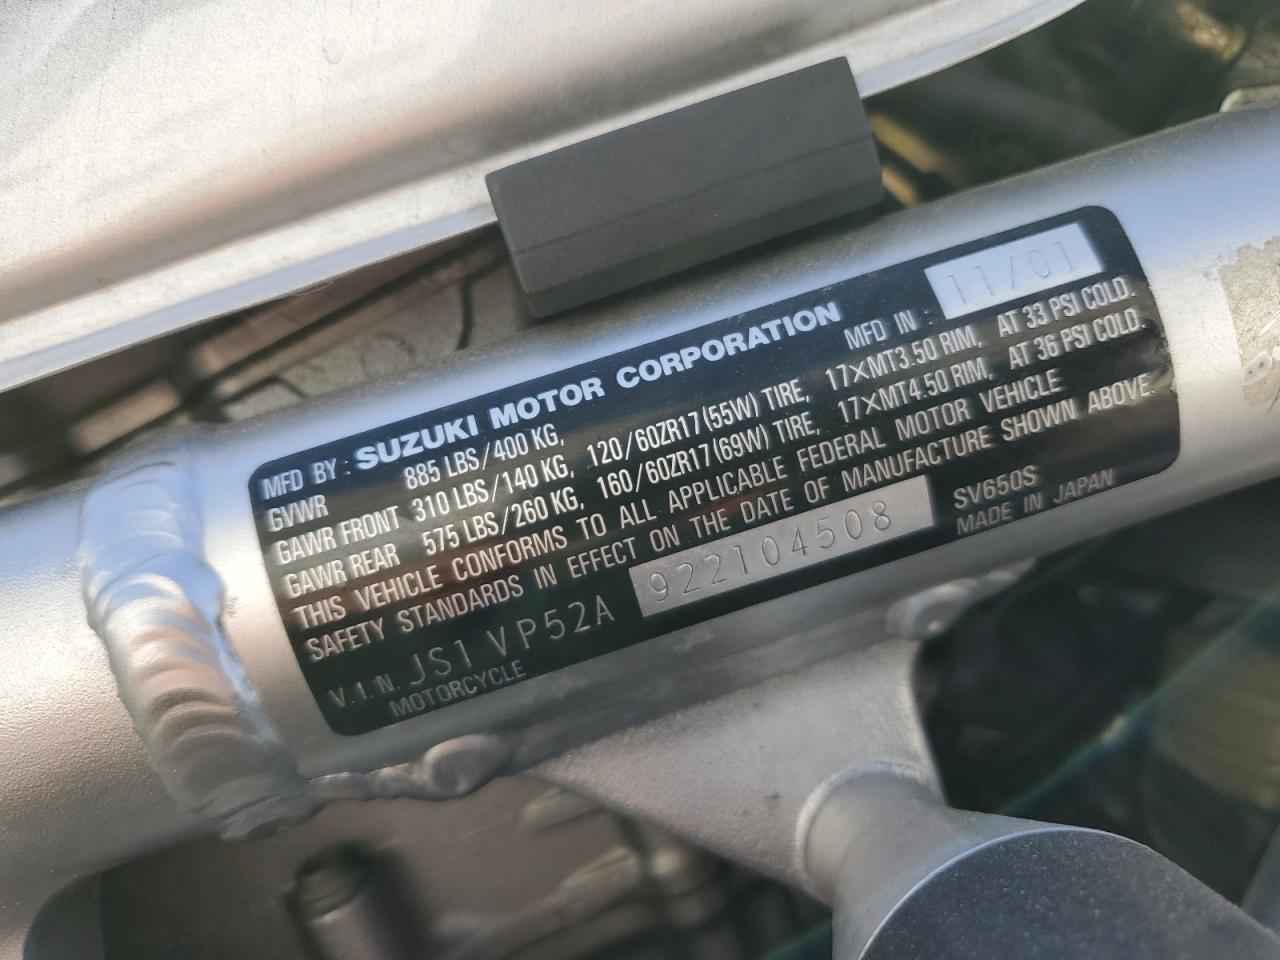 MFD BY: SUZUKI MOTOR CORPORATION MFD IN 11/01
GVWR 885 LBS/400 KG,
GAWR FRONT 310 LBS/140 KG, 120/60ZR17(55W) TIRE, 17×MT3.50 RIM, AT 33 PSI COLD.
GAWR REAR 575 LBS/260 KG, 160/60ZR17(69W) TIRE, 17×MT4.50 RIM, AT 36 PSI COLD.
THIS VEHICLE CONFORMS TO ALL APPLICABLE FEDERAL MOTOR VEHICLE
SAFETY STANDARDS IN EFFECT ON THE DATE OF MANUFACTURE SHOWN ABOVE.
V.I.N. JS1VP52A 922104508 SV650S
MOTORCYCLE MADE IN JAPAN